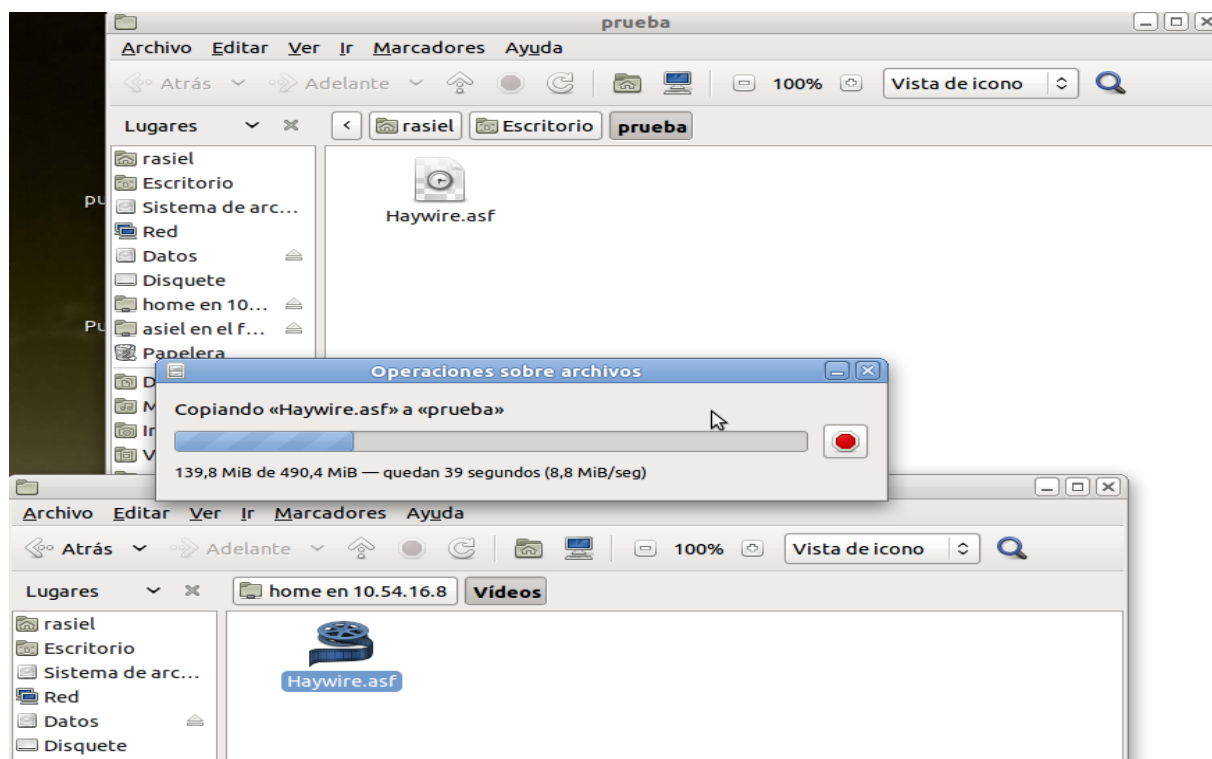 prueba
Archivo Editar Ver Ir Marcadores Ayuda
Atrás Adelante 100% Vista de icono
Lugares rasiel Escritorio prueba
rasiel
Escritorio
Sistema de arc...
Red
Datos
Disquete
home en 10...
asiel en el f...
Papelera
Haywire.asf
Operaciones sobre archivos
Copiando «Haywire.asf» a «prueba»
139,8 MiB de 490,4 MiB — quedan 39 segundos (8,8 MiB/seg)
Archivo Editar Ver Ir Marcadores Ayuda
Atrás Adelante 100% Vista de icono
Lugares home en 10.54.16.8 Vídeos
rasiel
Escritorio
Sistema de arc...
Red
Datos
Disquete
Haywire.asf